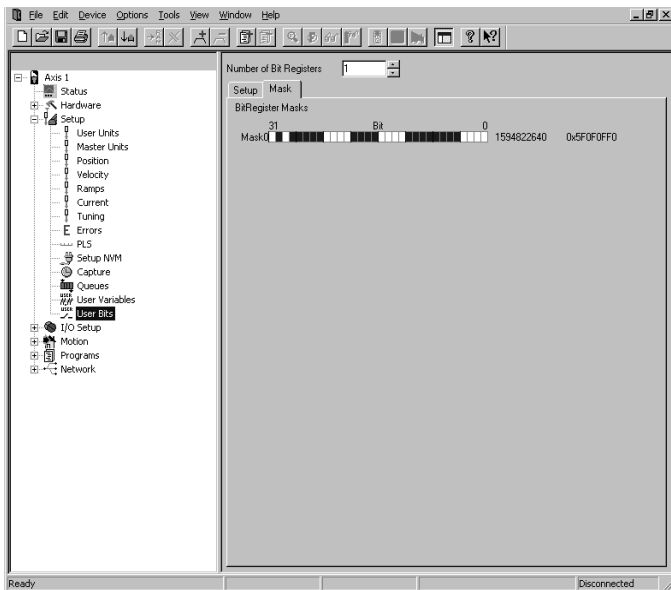 File Edit Device Options Tools View Window Help
Number of Bit Registers 1
Axis 1
Status
Hardware
Setup
User Units
Master Units
Position
Velocity
Ramps
Current
Tuning
E Errors
PLS
Setup NVM
Capture
Queues
User Variables
User Bits
I/O Setup
Motion
Programs
Network
Setup Mask
BitRegister Masks
31 Bit 0
Mask0 1594822640 0x5F0F0FF0
Ready Disconnected